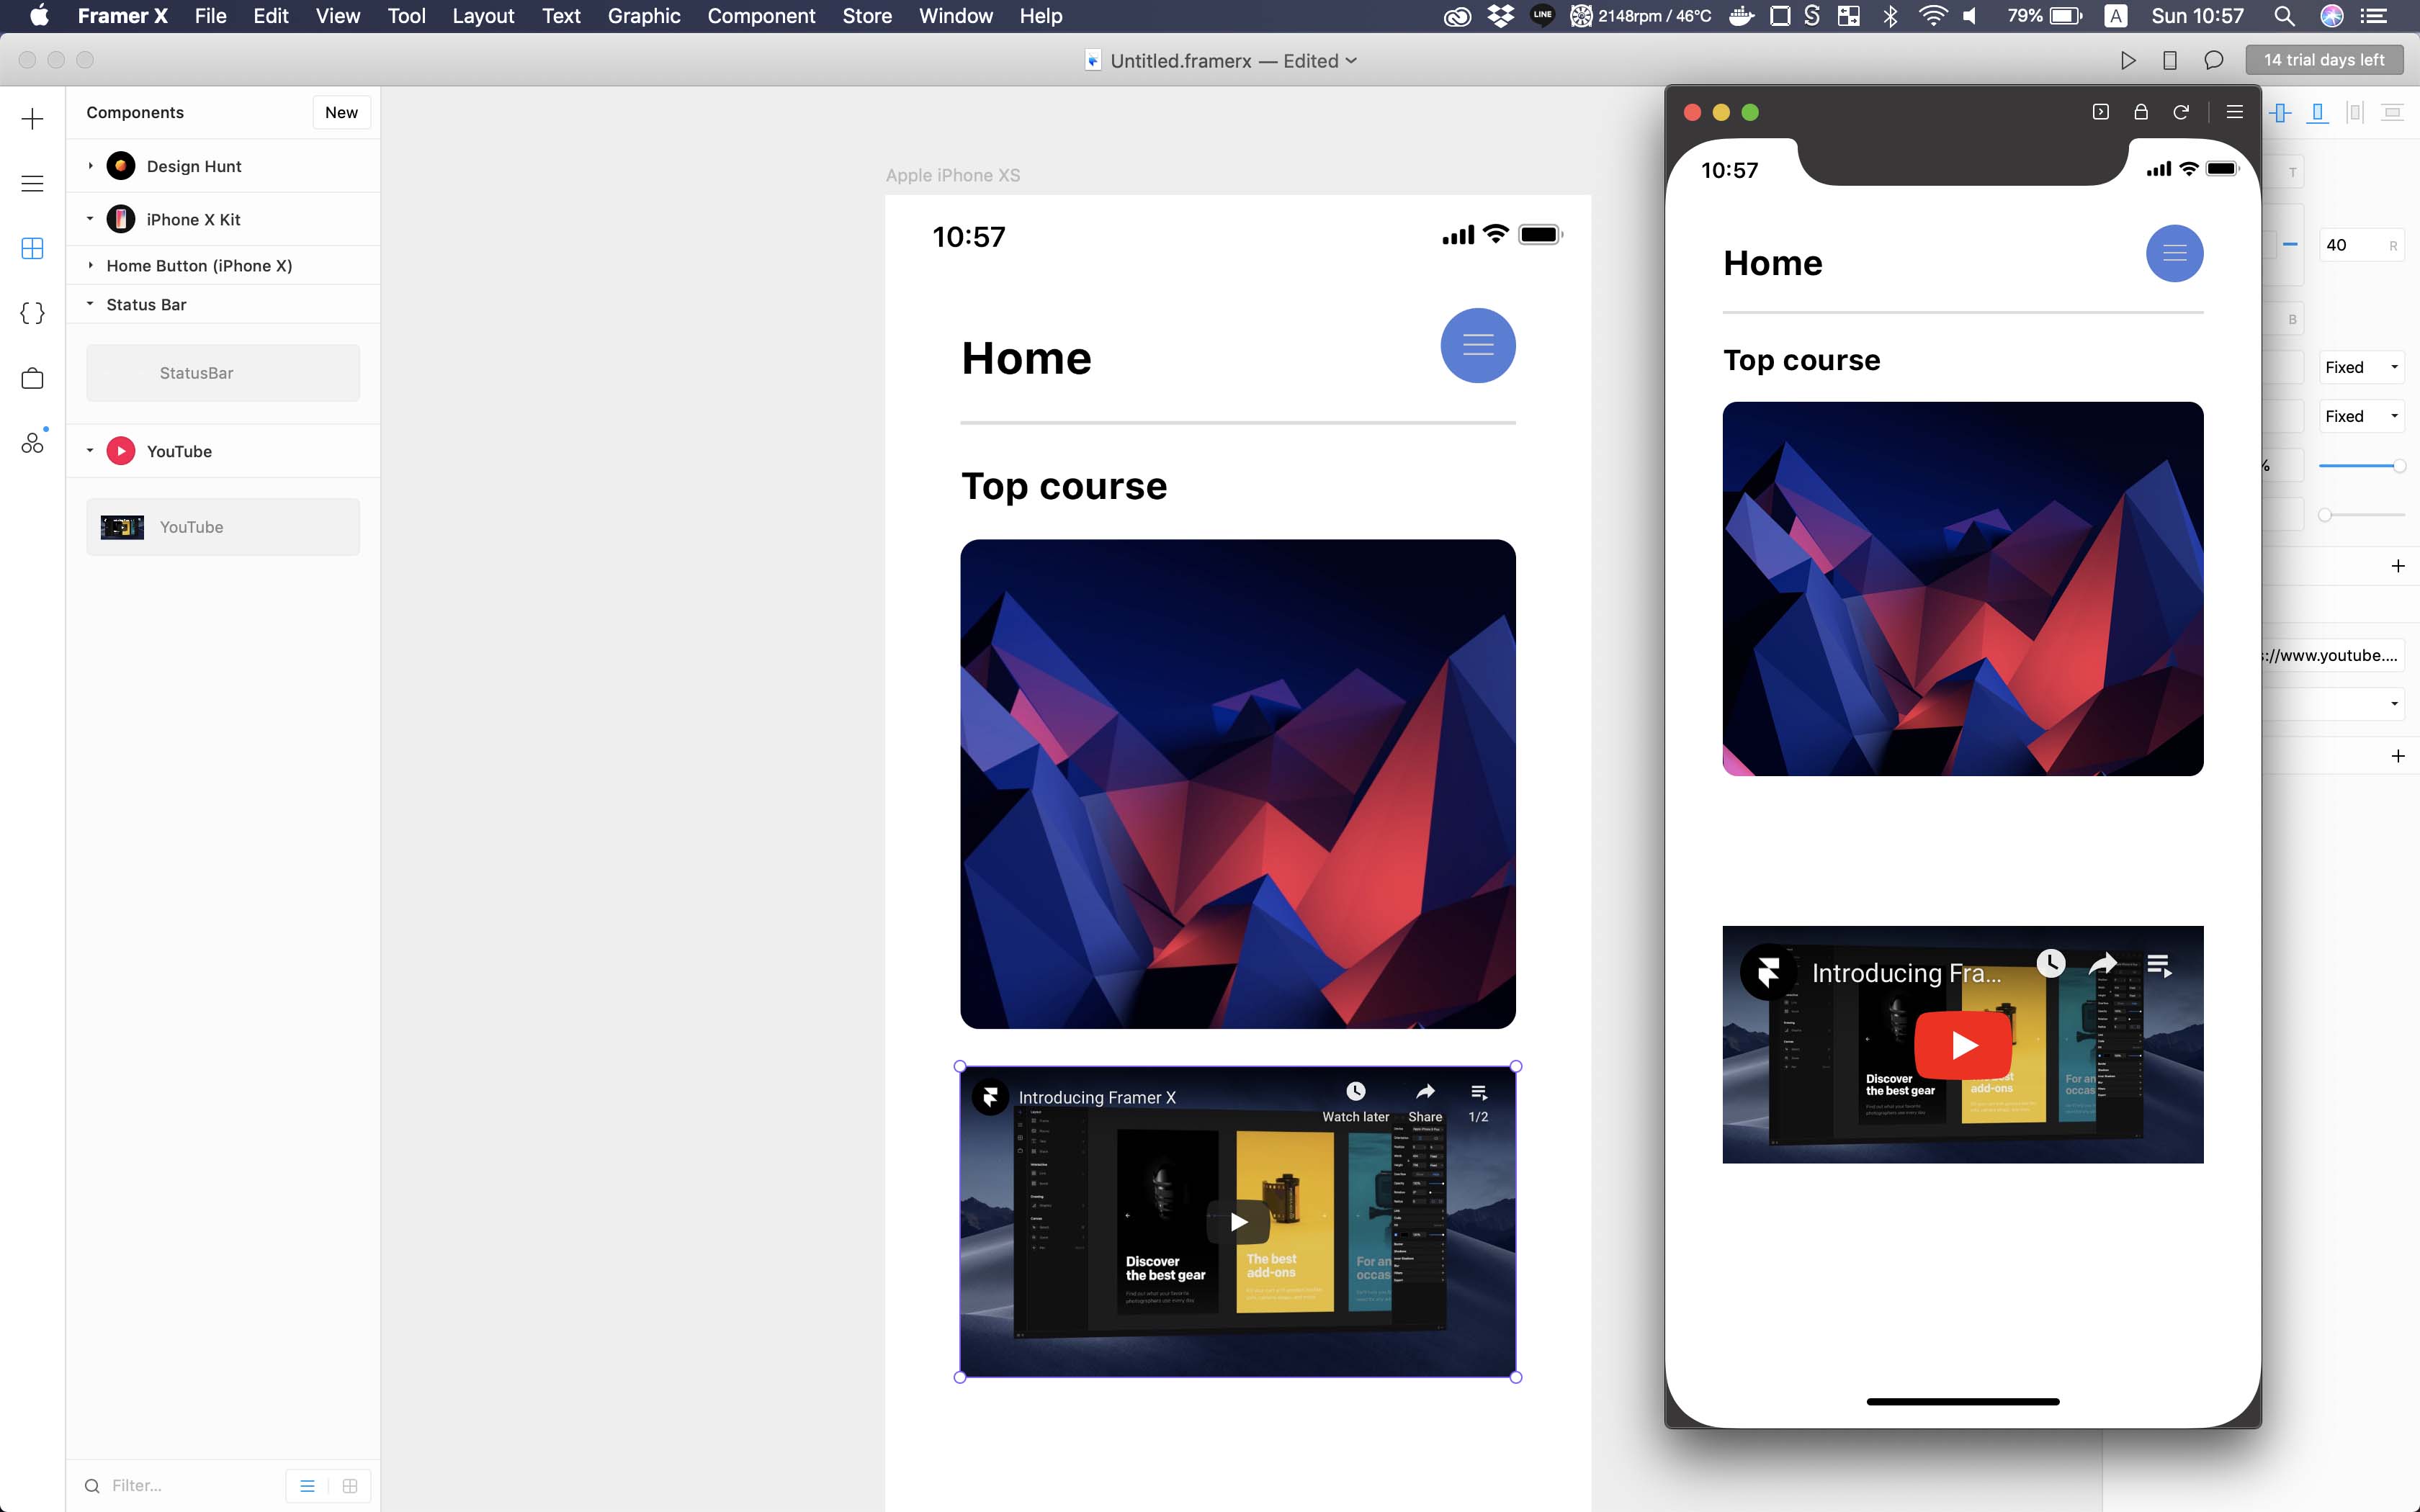 Framer X File Edit View Tool Layout Text Graphic Component Store Window Help
LINE 2148rpm / 46°C S 79% A Sun 10:57
Untitled.framerx — Edited
14 trial days left
Components New
Design Hunt
iPhone X Kit
Home Button (iPhone X)
Status Bar
StatusBar
YouTube
YouTube
Filter...
Apple iPhone XS
10:57
Home
Top course
Introducing Framer X
Watch later Share 1/2
Discover
the best gear
The best
add-ons
For an
occas
10:57
Home
Top course
Introducing Fra...
Discover
the best gear
add-ons
For an
occas
T
40 R
B
Fixed
Fixed
%
s://www.youtube....